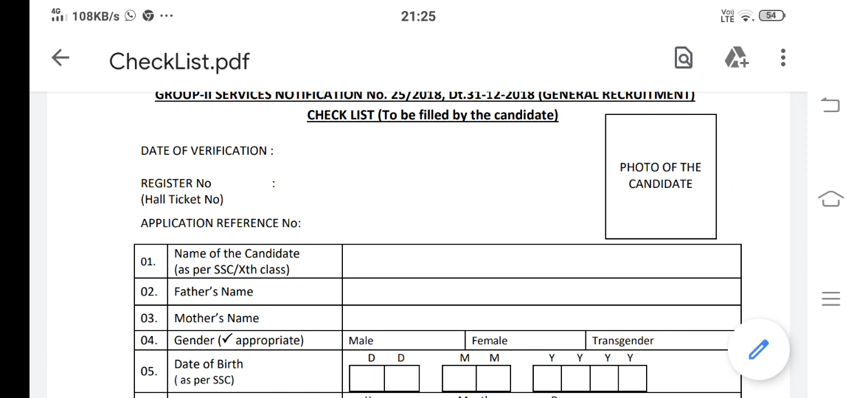 4G 108KB/s 21:25 VoLTE 54
CheckList.pdf
GROUP-II SERVICES NOTIFICATION No. 25/2018, Dt.31-12-2018 (GENERAL RECRUITMENT)
CHECK LIST (To be filled by the candidate)
DATE OF VERIFICATION :
PHOTO OF THE
CANDIDATE
REGISTER No :
(Hall Ticket No)
APPLICATION REFERENCE No:
01. Name of the Candidate
(as per SSC/Xth class)
02. Father's Name
03. Mother's Name
04. Gender (✓ appropriate) Male Female Transgender
D D M M Y Y Y Y
05. Date of Birth
( as per SSC)